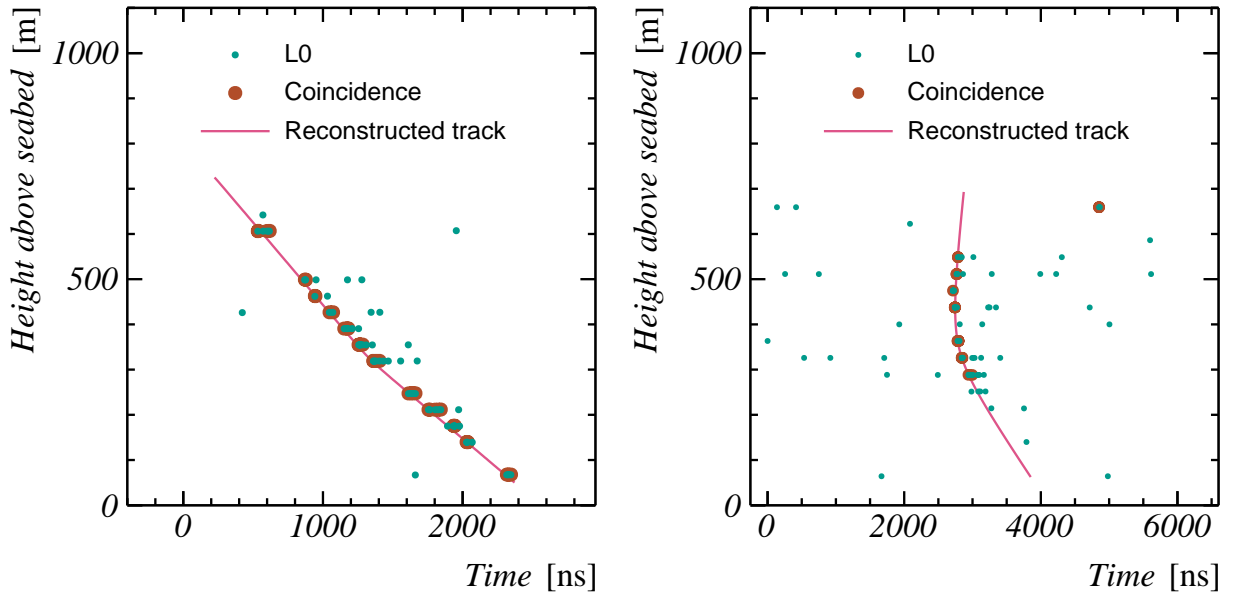 Height above seabed [m]
1000
500
0
L0
Coincidence
Reconstructed track
0
1000
2000
Time [ns]
Height above seabed [m]
1000
500
0
L0
Coincidence
Reconstructed track
0
2000
4000
6000
Time [ns]